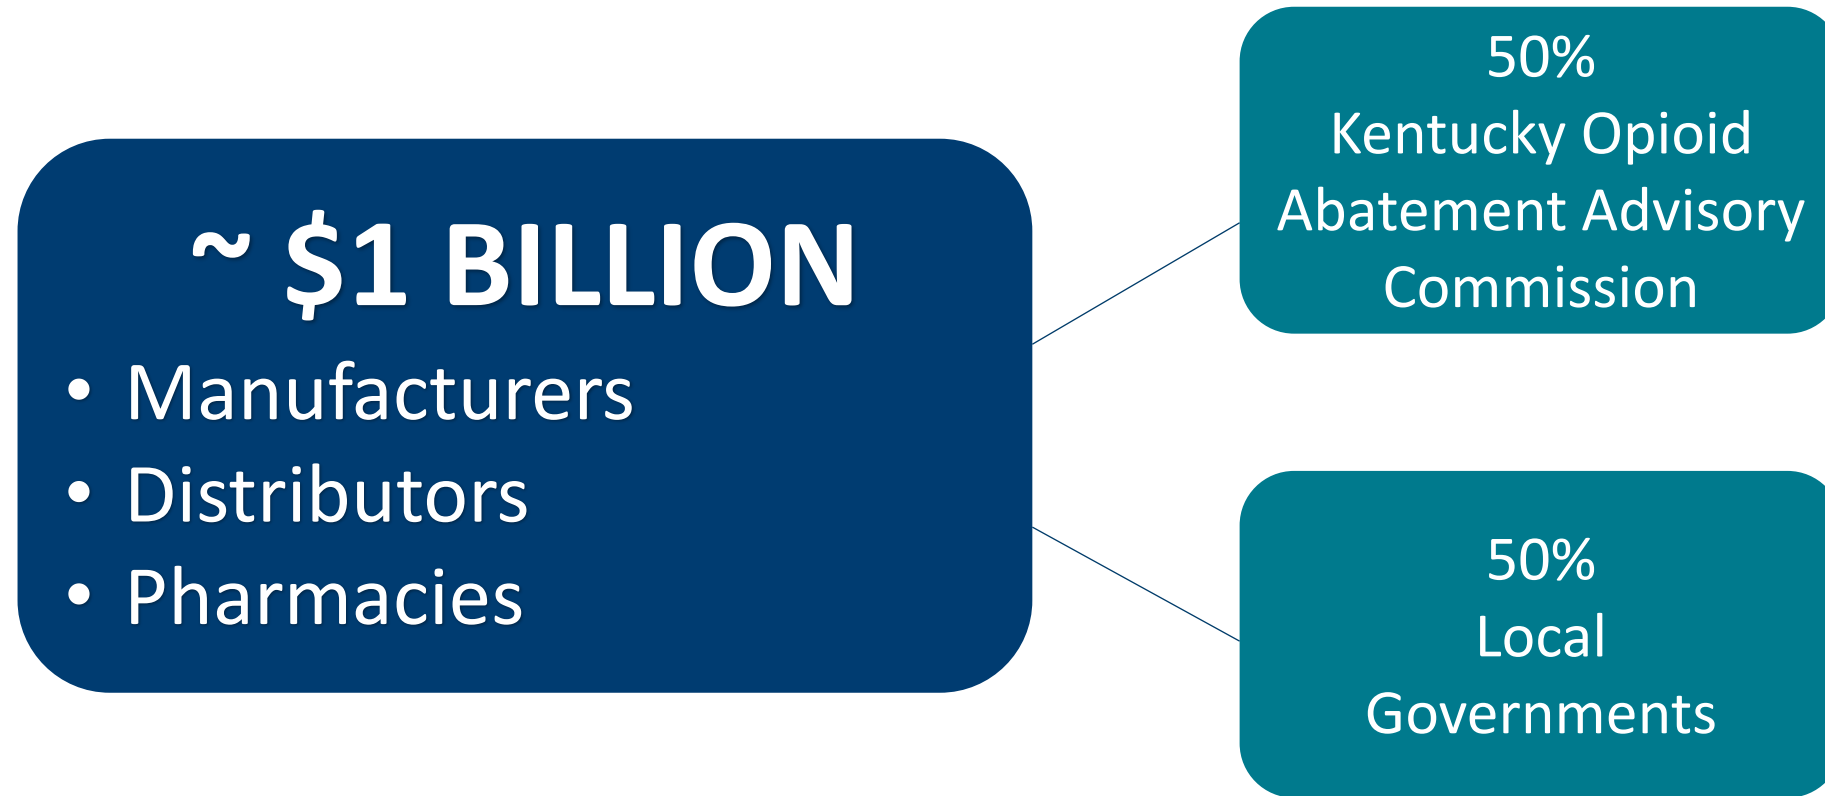 ~ $1 BILLION
• Manufacturers
• Distributors
• Pharmacies
50%
Kentucky Opioid
Abatement Advisory
Commission
50%
Local
Governments